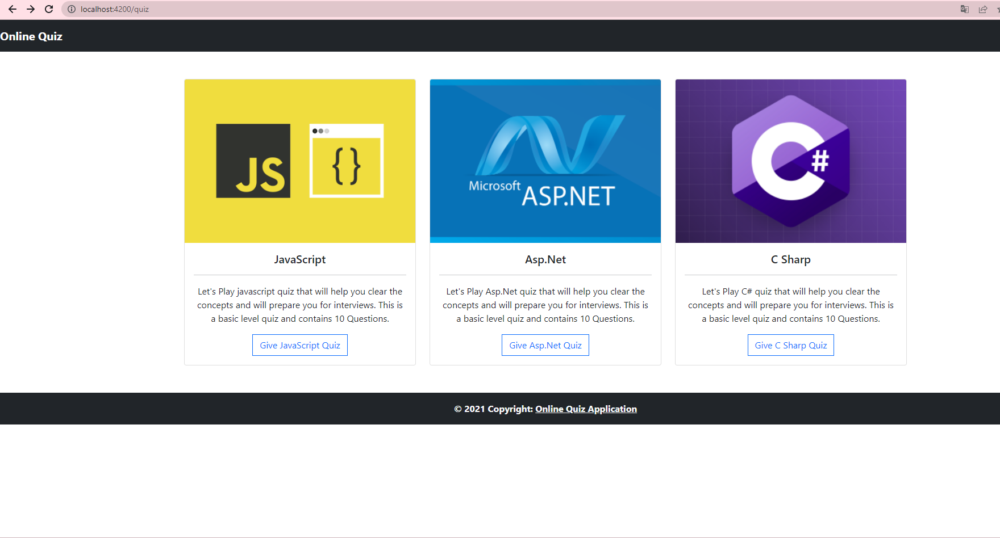 localhost:4200/quiz
Online Quiz
JS
{}
Microsoft
ASP.NET
C#
JavaScript
Let's Play javascript quiz that will help you clear the
concepts and will prepare you for interviews. This is
a basic level quiz and contains 10 Questions.
Give JavaScript Quiz
Asp.Net
Let's Play Asp.Net quiz that will help you clear the
concepts and will prepare you for interviews. This is
a basic level quiz and contains 10 Questions.
Give Asp.Net Quiz
C Sharp
Let's Play C# quiz that will help you clear the
concepts and will prepare you for interviews. This is
a basic level quiz and contains 10 Questions.
Give C Sharp Quiz
© 2021 Copyright: Online Quiz Application